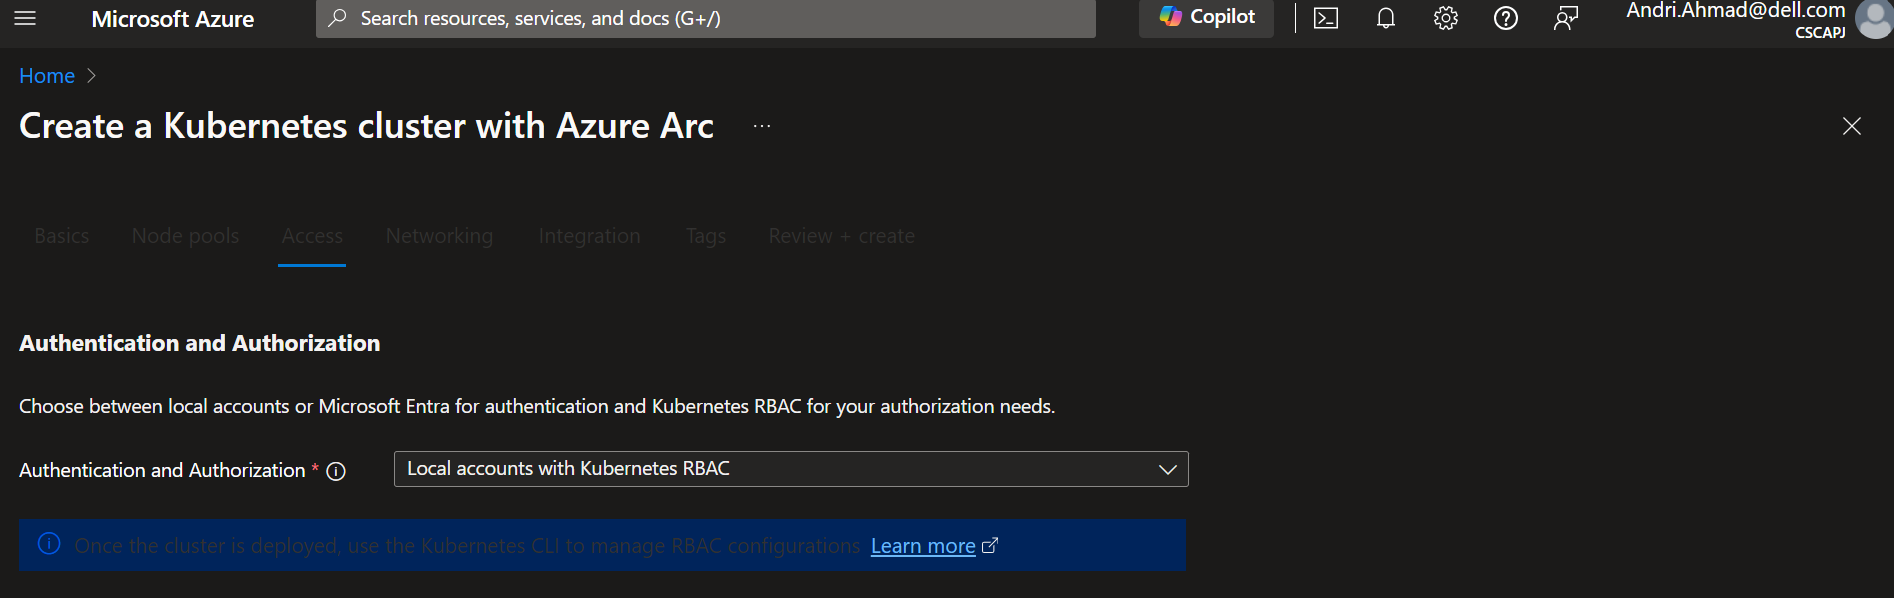 Microsoft Azure
Search resources, services, and docs (G+/)
Copilot
Andri.Ahmad@dell.com
CSCAPJ
Home
Create a Kubernetes cluster with Azure Arc
...
Basics
Node pools
Access
Networking
Integration
Tags
Review + create
Authentication and Authorization
Choose between local accounts or Microsoft Entra for authentication and Kubernetes RBAC for your authorization needs.
Authentication and Authorization *
Local accounts with Kubernetes RBAC
Once the cluster is deployed, use the Kubernetes CLI to manage RBAC configurations Learn more